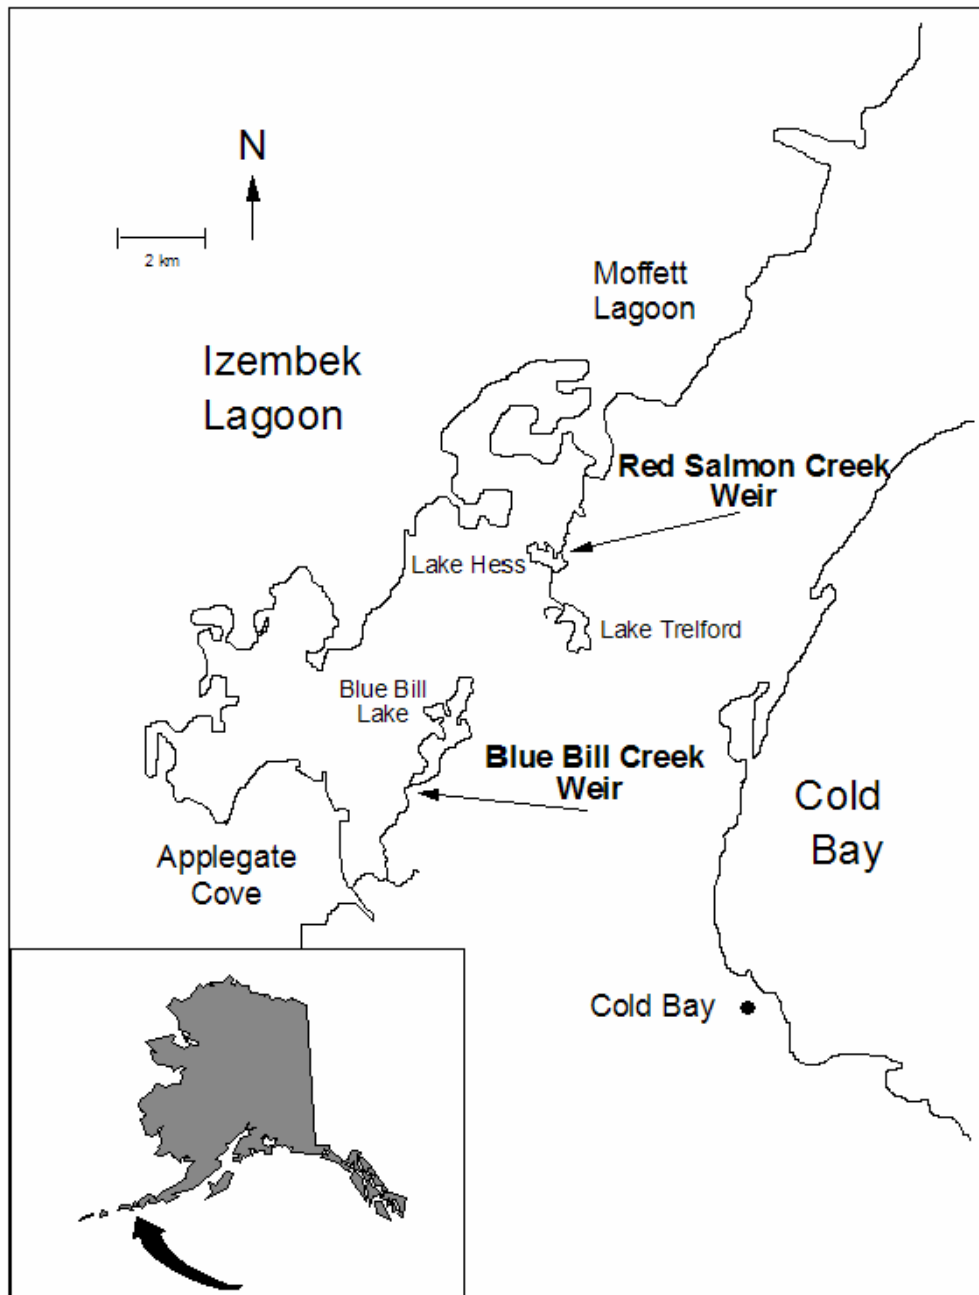 N
2 km
Moffett
Lagoon
Izembek
Lagoon
Red Salmon Creek
Weir
Lake Hess
Lake Trelford
Blue Bill
Lake
Blue Bill Creek
Weir
Cold
Bay
Applegate
Cove
Cold Bay